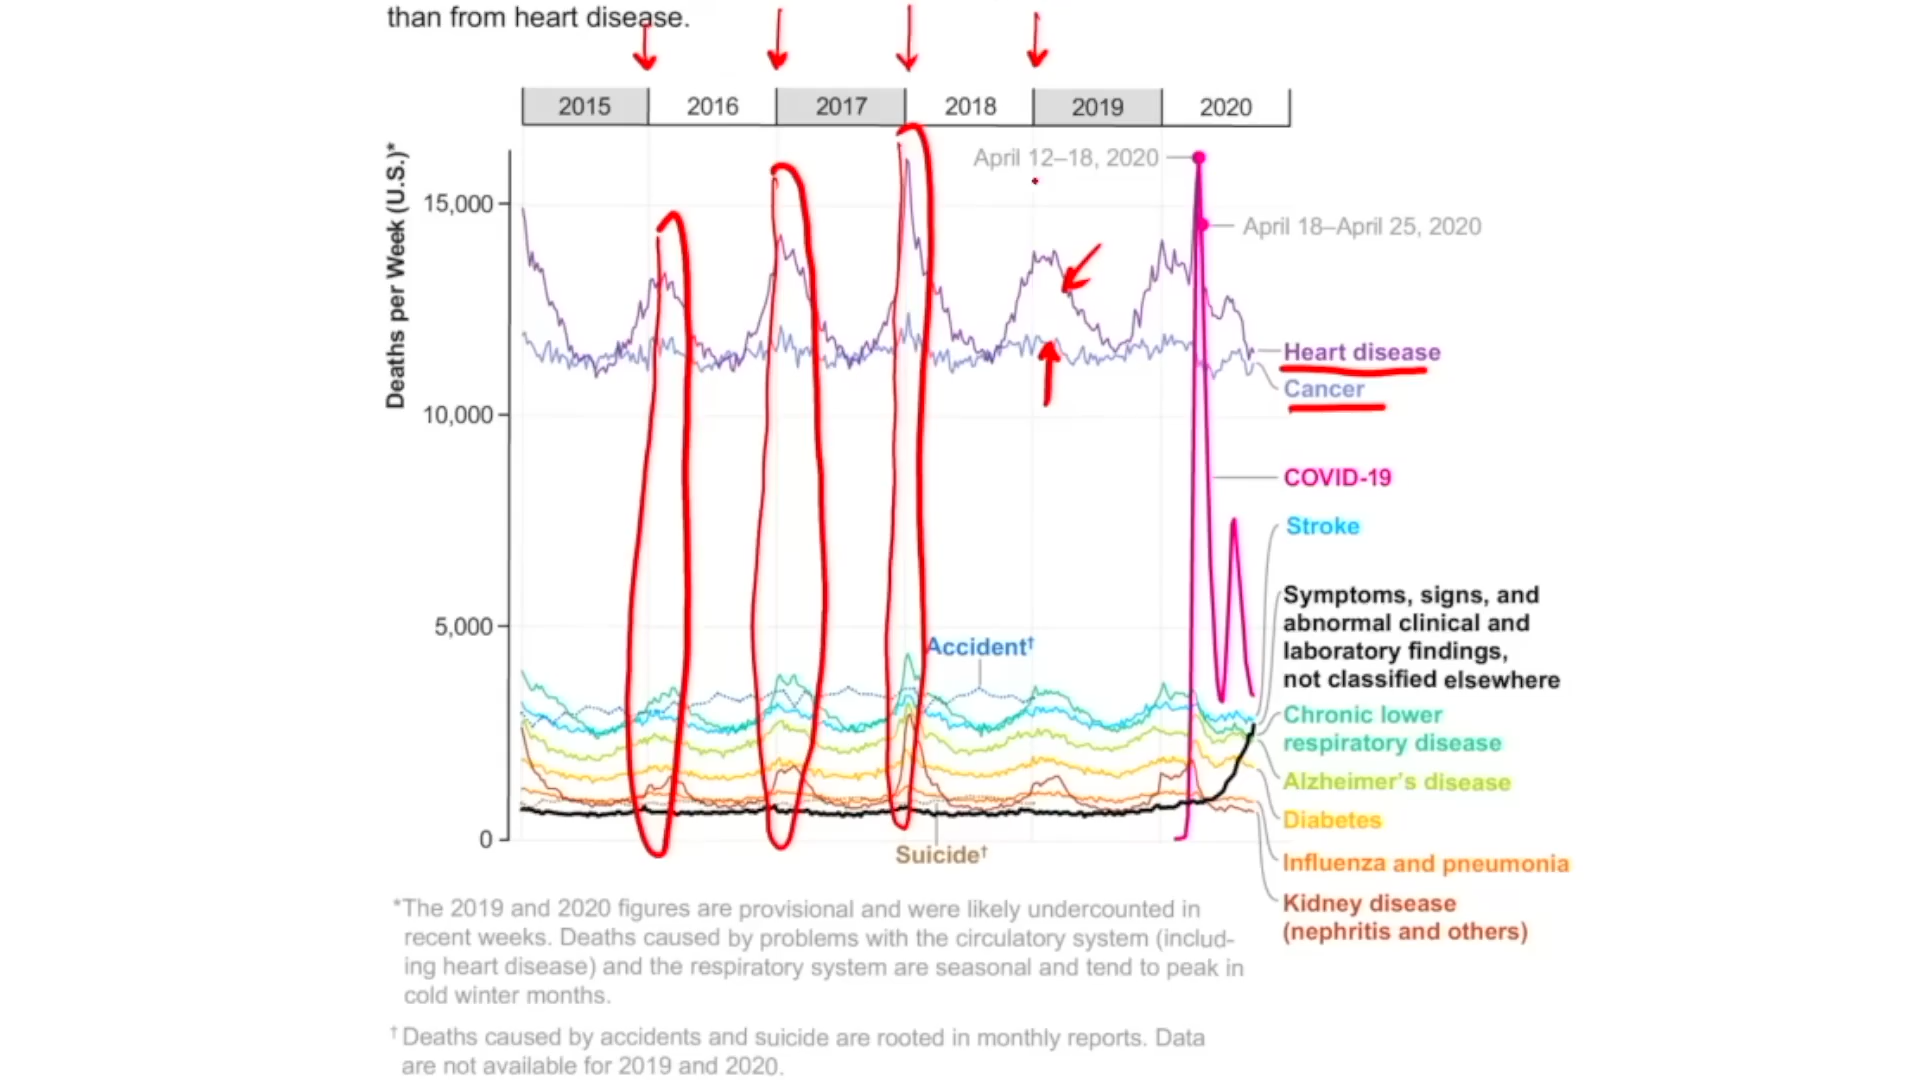 than from heart disease.
2015 2016 2017 2018 2019 2020
Deaths per Week (U.S.)*
April 12–18, 2020
15,000
April 18–April 25, 2020
Heart disease
Cancer
10,000
COVID-19
Stroke
Symptoms, signs, and
abnormal clinical and
laboratory findings,
not classified elsewhere
5,000
Accident†
Chronic lower
respiratory disease
Alzheimer's disease
Diabetes
0
Suicide†
Influenza and pneumonia
Kidney disease
(nephritis and others)
*The 2019 and 2020 figures are provisional and were likely undercounted in
recent weeks. Deaths caused by problems with the circulatory system (includ-
ing heart disease) and the respiratory system are seasonal and tend to peak in
cold winter months.
† Deaths caused by accidents and suicide are rooted in monthly reports. Data
are not available for 2019 and 2020.